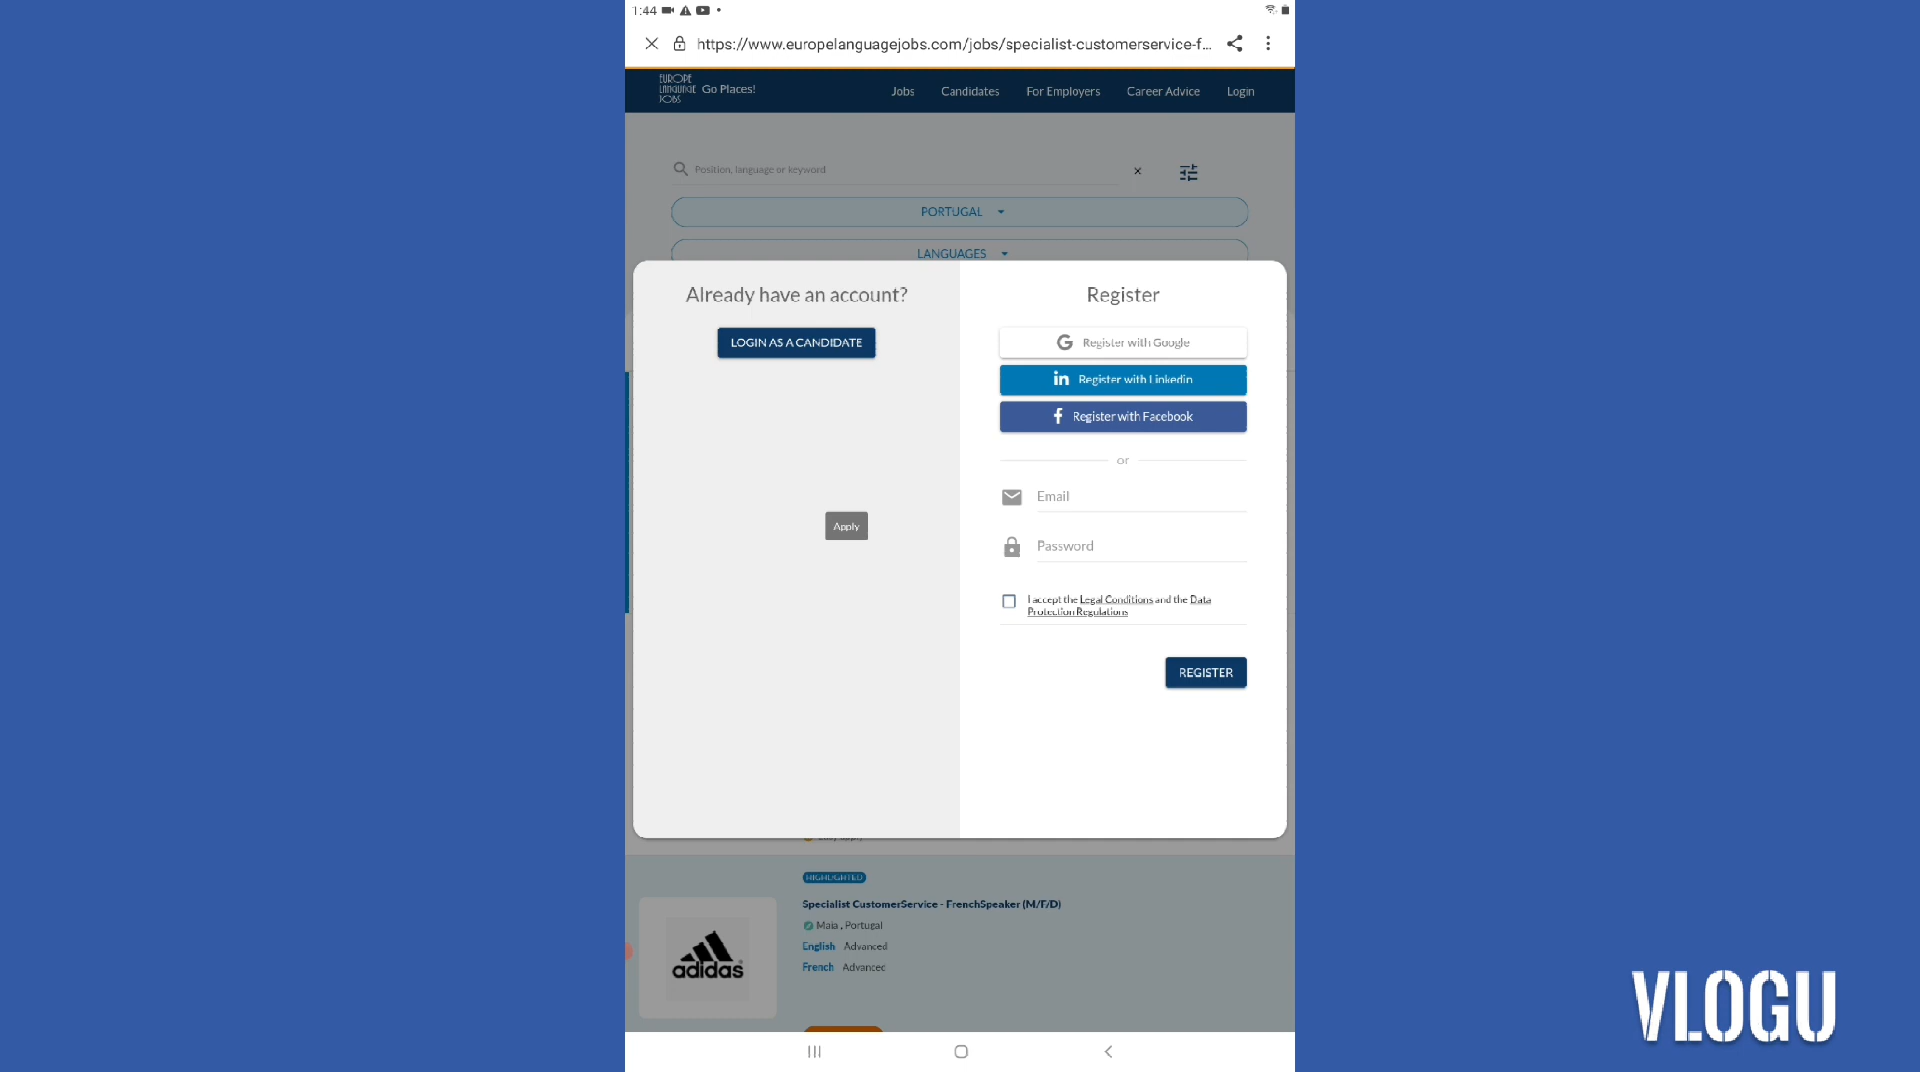 1:44
https://www.europelanguagejobs.com/jobs/specialist-customerservice-f...
EUROPE
LANGUAGE
JOBS
Go Places!
Jobs
Candidates
For Employers
Career Advice
Login
Position, language or keyword
PORTUGAL
LANGUAGES
Already have an account?
LOGIN AS A CANDIDATE
Apply
Register
Register with Google
Register with Linkedin
Register with Facebook
or
Email
Password
I accept the Legal Conditions and the Data
Protection Regulations
REGISTER
HIGHLIGHTED
Specialist CustomerService - FrenchSpeaker (M/F/D)
Maia , Portugal
English Advanced
French Advanced
adidas
VLOGU